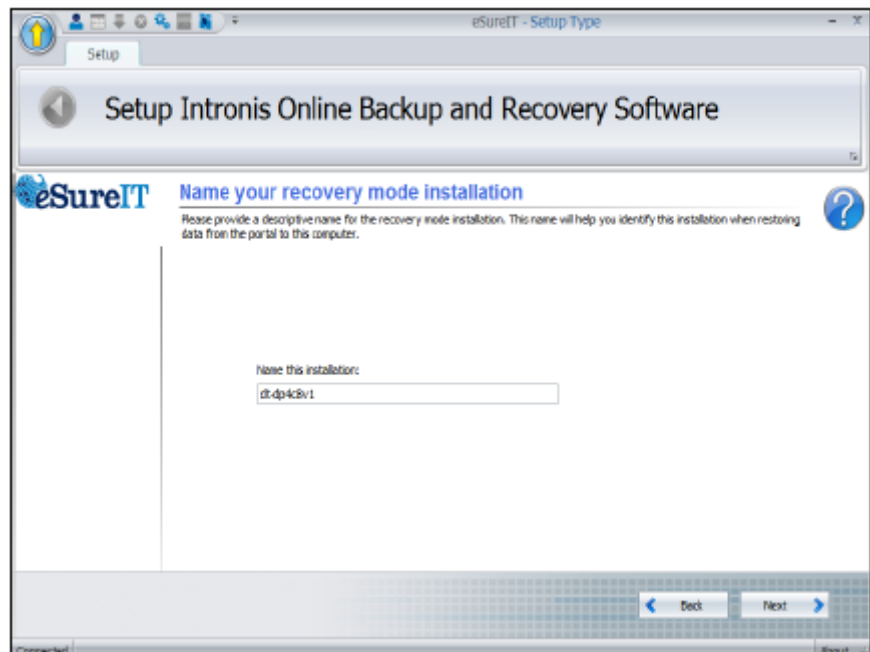 eSureIT - Setup Type
Setup
Setup Intronis Online Backup and Recovery Software
eSureIT
Name your recovery mode installation
Please provide a descriptive name for the recovery mode installation. This name will help you identify this installation when restoring
data from the portal to this computer.
Name this installation:
dt-dp4c8v1
Back
Next
Connected